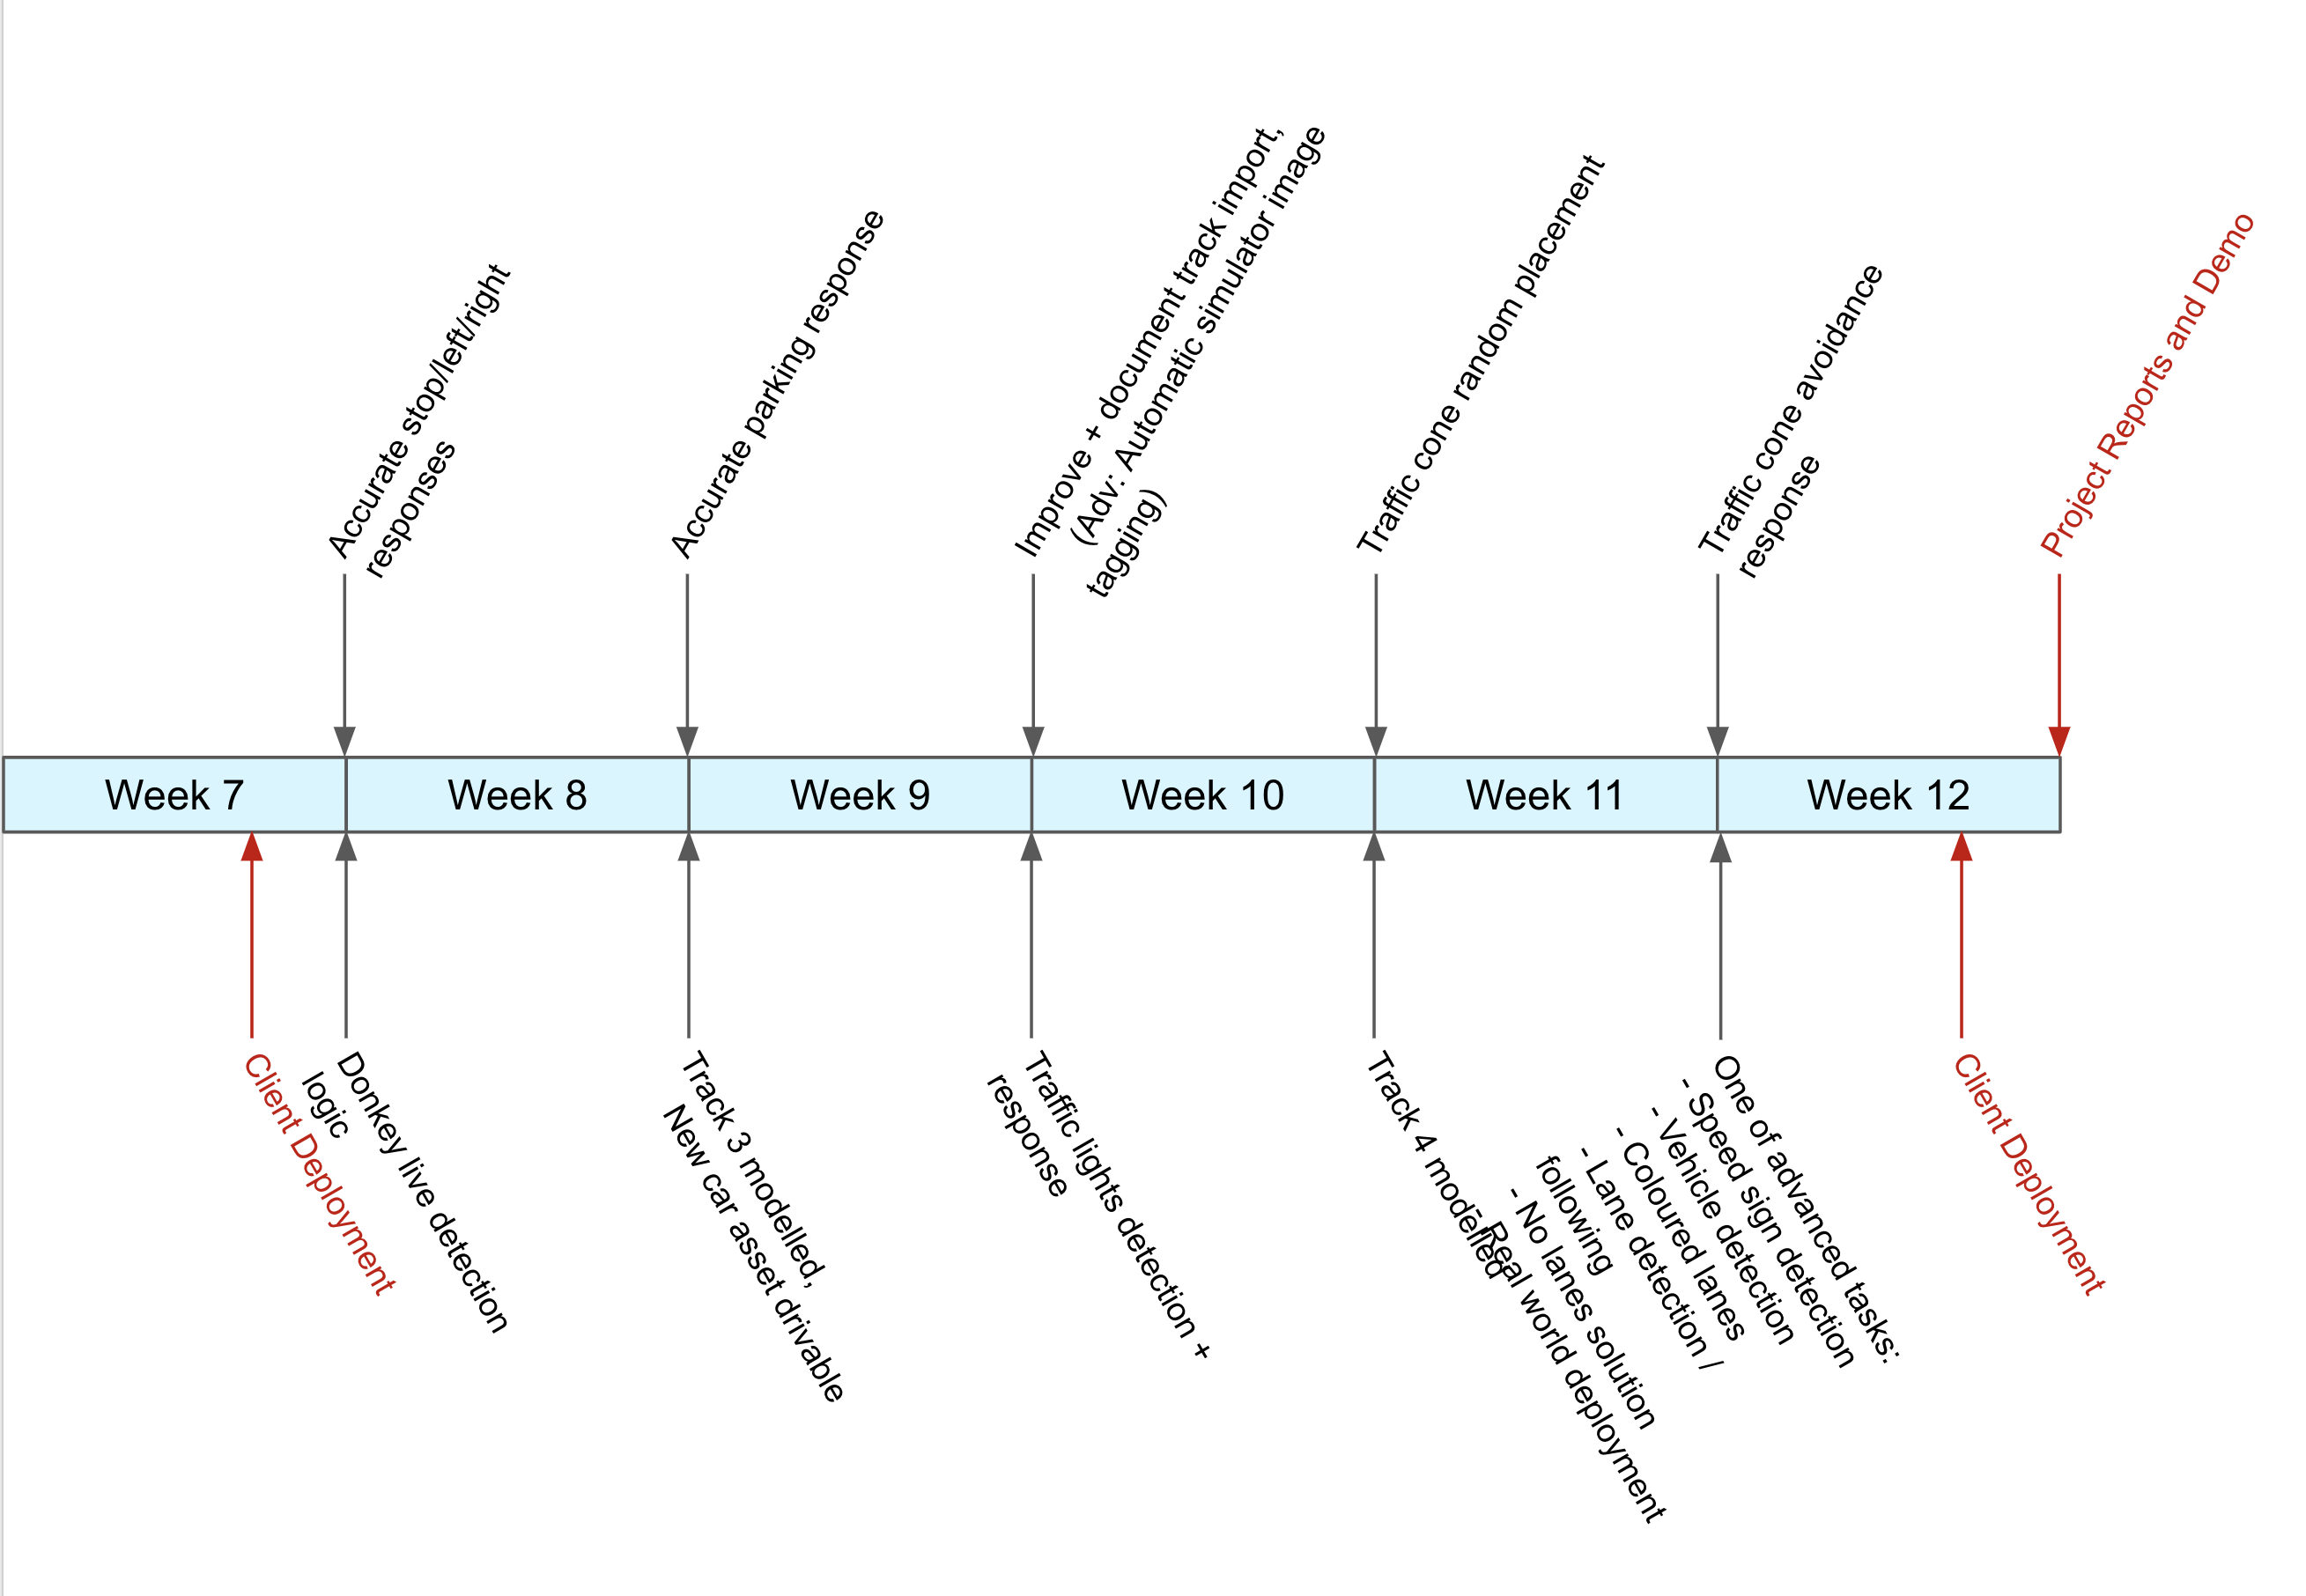 Accurate stop/left/right
responses
Accurate parking response
Improve + document track import,
(Adv: Automatic simulator image
tagging)
Traffic cone random placement
Traffic cone avoidance
response
Project Reports and Demo
Week 7
Week 8
Week 9
Week 10
Week 11
Week 12
Client Deployment
Donkey live detection
logic
Track 3 modelled,
New car asset drivable
Traffic lights detection +
response
Track 4 modelled
One of advanced tasks:
- Speed sign detection
- Vehicle detection
- Coloured lanes
- Lane detection /
following
- No lanes solution
- Real world deployment
Client Deployment